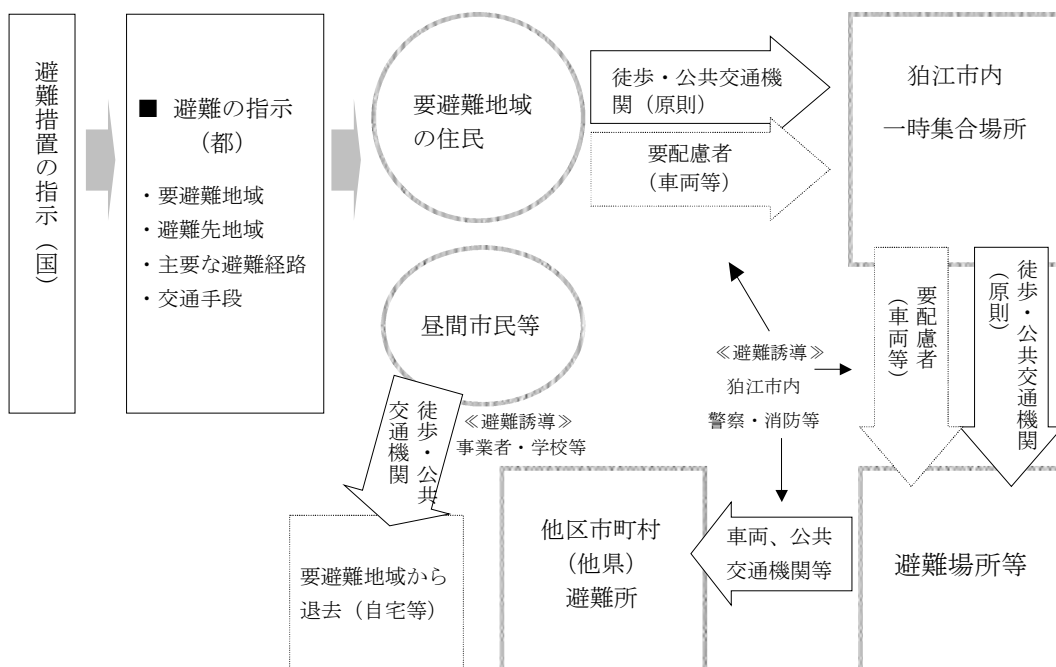 避難措置の指示（国）
■ 避難の指示
（都）
・要避難地域
・避難先地域
・主要な避難経路
・交通手段
要避難地域
の住民
徒歩・公共交通機
関（原則）
要配慮者
（車両等）
狛江市内
一時集合場所
昼間市民等
徒歩・公共
交通機関
≪避難誘導≫
事業者・学校等
≪避難誘導≫
狛江市内
警察・消防等
要配慮者
（車両等）
徒歩・公共交通機関
（原則）
要避難地域から
退去（自宅等）
他区市町村
（他県）
避難所
車両、公共
交通機関等
避難場所等